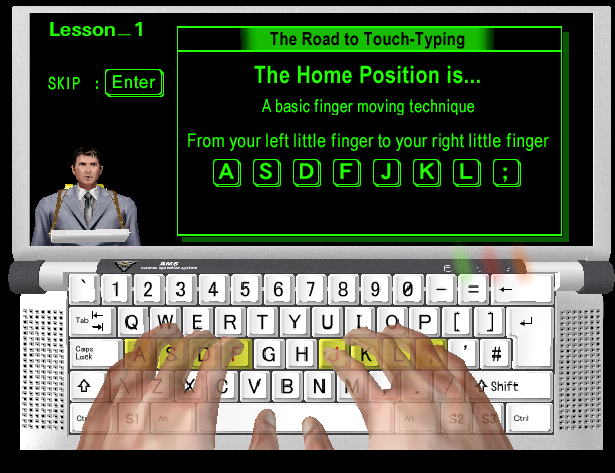 Lesson_1
SKIP : Enter
The Road to Touch-Typing
The Home Position is...
A basic finger moving technique
From your left little finger to your right little finger
A S D F J K L ;
AMS
` 1 2 3 4 5 6 7 8 9 0 - = ←
Tab Q W E R T Y U I O P [ ]
Caps Lock A S D F G H J K L ; ' #
\ Z X C V B N M , . / Shift
Ctrl S1 Alt Alt S2 S3 Ctrl